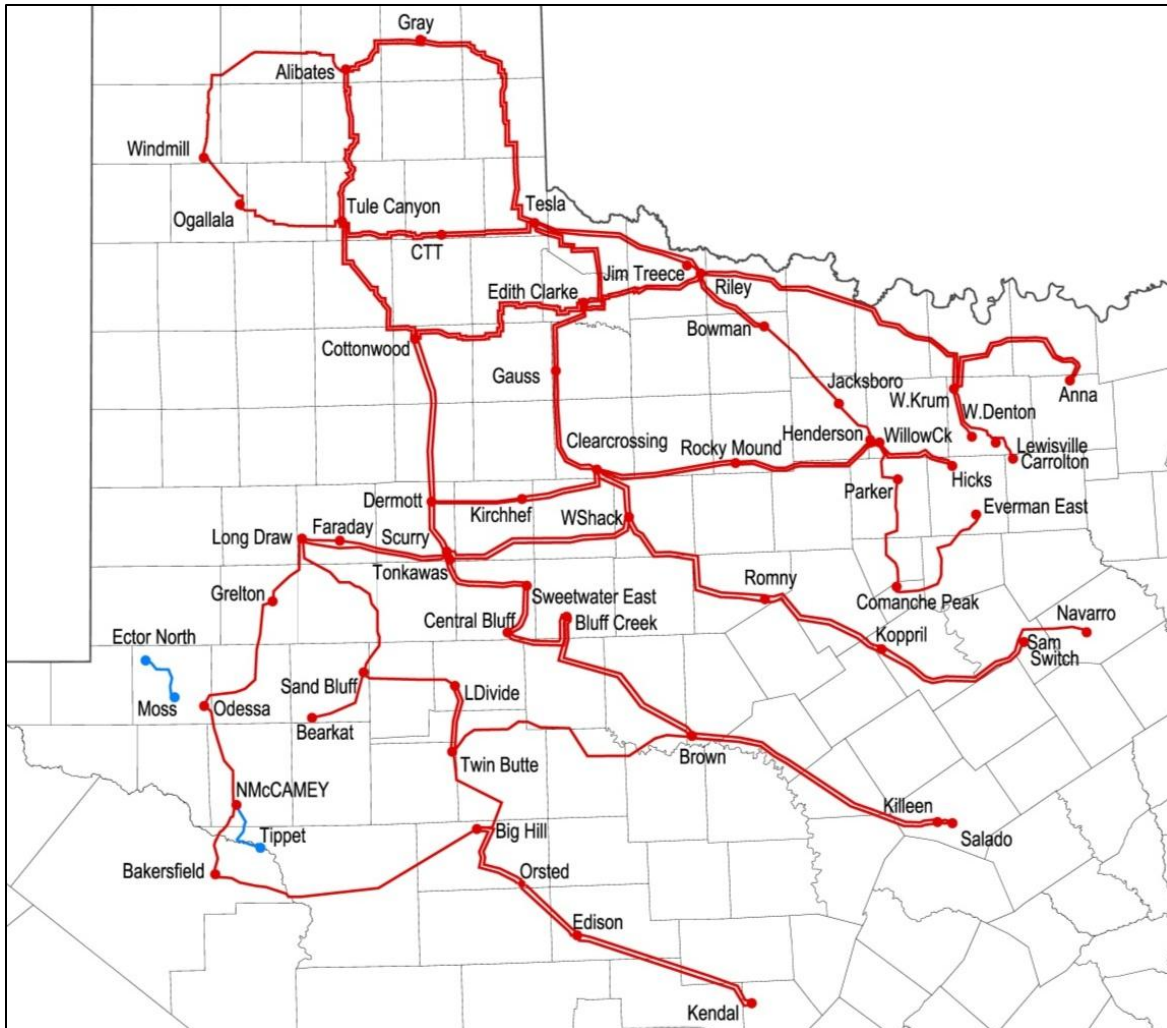 Gray
Alibates
Windmill
Ogallala
Tule Canyon
Tesla
CTT
Jim Treece
Riley
Edith Clarke
Bowman
Cottonwood
Gauss
Jacksboro
W.Krum
Anna
W.Denton
Clearcrossing
Rocky Mound
Henderson
WillowCk
Lewisville
Carrolton
Hicks
Parker
Dermott
Kirchhef
WShack
Everman East
Long Draw
Faraday
Scurry
Tonkawas
Grelton
Sweetwater East
Romny
Comanche Peak
Central Bluff
Bluff Creek
Navarro
Ector North
Koppril
Sam
Switch
Sand Bluff
LDivide
Moss
Odessa
Bearkat
Twin Butte
Brown
NMcCAMEY
Killeen
Tippet
Big Hill
Salado
Bakersfield
Orsted
Edison
Kendal